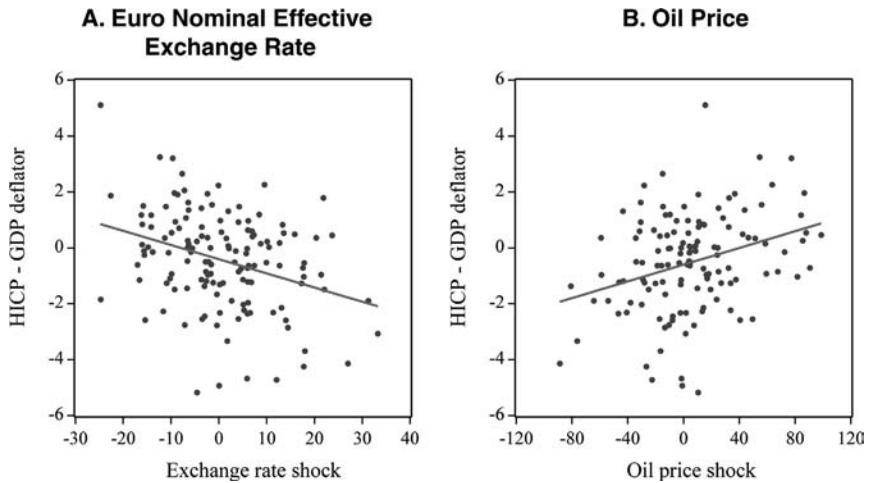 A. Euro Nominal Effective
Exchange Rate
6
4
2
0
-2
-4
-6
HICP - GDP deflator
-30 -20 -10 0 10 20 30 40
Exchange rate shock
B. Oil Price
6
4
2
0
-2
-4
-6
HICP - GDP deflator
-120 -80 -40 0 40 80 120
Oil price shock